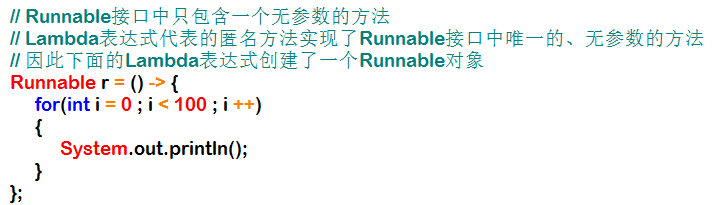 // Runnable接口中只包含一个无参数的方法
// Lambda表达式代表的匿名方法实现了Runnable接口中唯一的、无参数的方法
// 因此下面的Lambda表达式创建了一个Runnable对象
Runnable r = () -> {
for(int i = 0 ; i < 100 ; i ++)
{
System.out.println();
}
};